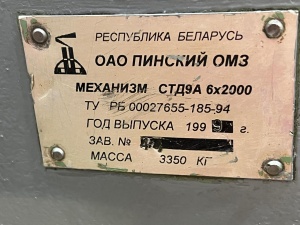 РЕСПУБЛИКА БЕЛАРУСЬ
ОАО ПИНСКИЙ ОМЗ
МЕХАНИЗМ СТД9А 6х2000
ТУ РБ 00027655-185-94
ГОД ВЫПУСКА 199 г.
ЗАВ. №
МАССА 3350 КГ